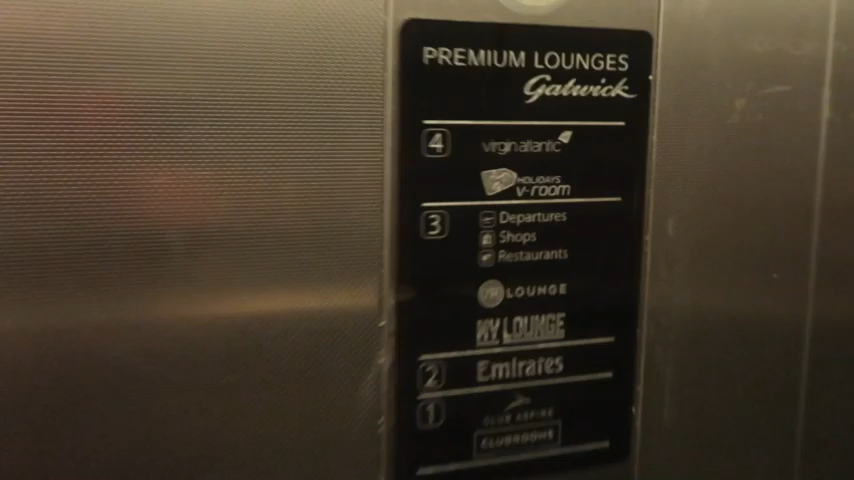 PREMIUM LOUNGES
Gatwick
4
virgin atlantic
HOLIDAYS
v-room
3
Departures
Shops
Restaurants
LOUNGE
MY LOUNGE
2
Emirates
1
CLUB ASPIRE
CLUBROOMS